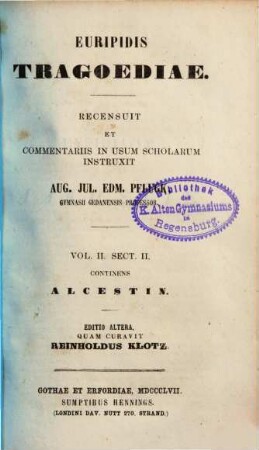 EURIPIDIS
TRAGOEDIAE.
RECENSUIT
ET
COMMENTARIIS IN USUM SCHOLARUM
INSTRUXIT
AUG. JUL. EDM. PFLUGK,
GYMNASII GEDANENSIS PROFESSOR.
Bibliothek
des
K. Alten Gymnasiums
in
Regensburg.
VOL. II. SECT. II,
CONTINENS
ALCESTIN.
EDITIO ALTERA.
QUAM CURAVIT
REINHOLDUS KLOTZ.
GOTHAE ET ERFORDIAE, MDCCCLVII.
SUMPTIBUS HENNINGS.
(LONDINI DAV. NUTT 270. STRAND.)